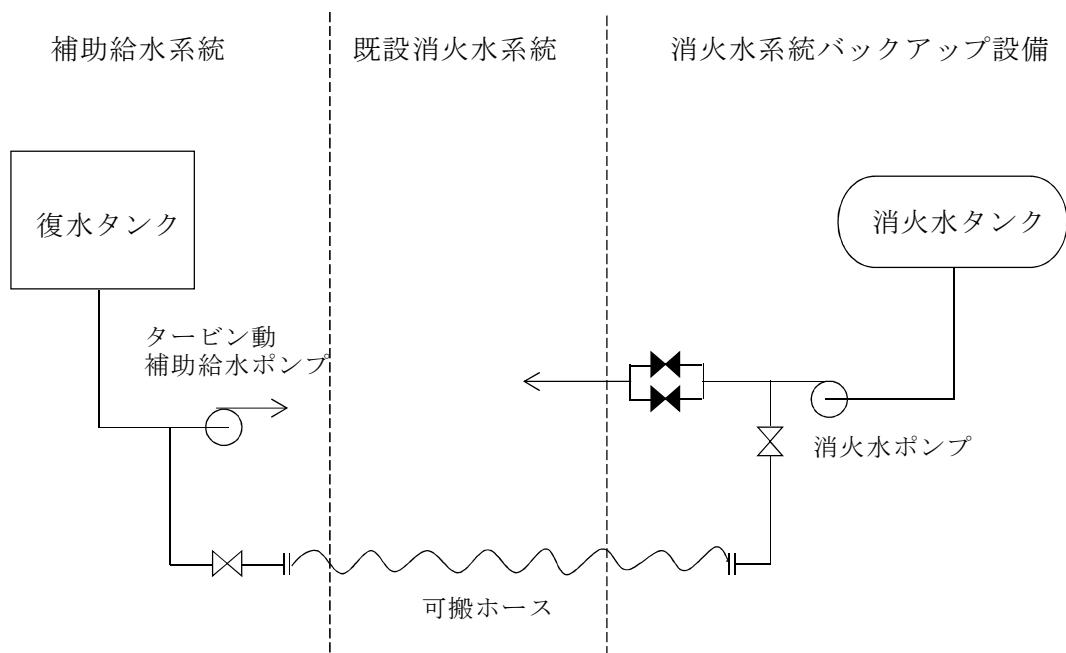 補助給水系統
既設消火水系統
消火水系統バックアップ設備
復水タンク
消火水タンク
タービン動
補助給水ポンプ
消火水ポンプ
可搬ホース